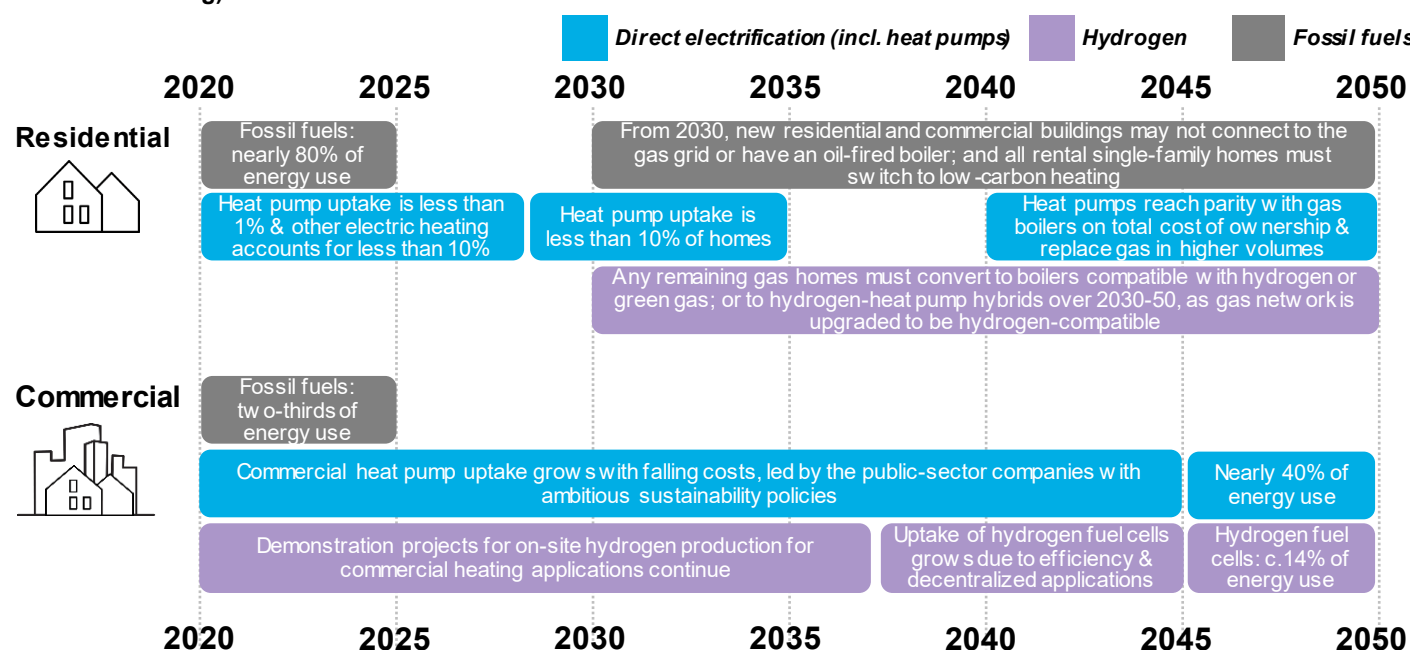 Direct electrification (incl. heat pumps)
Hydrogen
Fossil fuels
2020 2025 2030 2035 2040 2045 2050
Residential
Fossil fuels:
nearly 80% of
energy use
From 2030, new residential and commercial buildings may not connect to the
gas grid or have an oil-fired boiler; and all rental single-family homes must
switch to low-carbon heating
Heat pump uptake is less than
1% & other electric heating
accounts for less than 10%
Heat pump uptake is
less than 10% of homes
Heat pumps reach parity with gas
boilers on total cost of ownership &
replace gas in higher volumes
Any remaining gas homes must convert to boilers compatible with hydrogen or
green gas; or to hydrogen-heat pump hybrids over 2030-50, as gas network is
upgraded to be hydrogen-compatible
Commercial
Fossil fuels:
two-thirds of
energy use
Commercial heat pump uptake grows with falling costs, led by the public-sector companies with
ambitious sustainability policies
Nearly 40% of
energy use
Demonstration projects for on-site hydrogen production for
commercial heating applications continue
Uptake of hydrogen fuel cells
grows due to efficiency &
decentralized applications
Hydrogen fuel
cells: c.14% of
energy use
2020 2025 2030 2035 2040 2045 2050